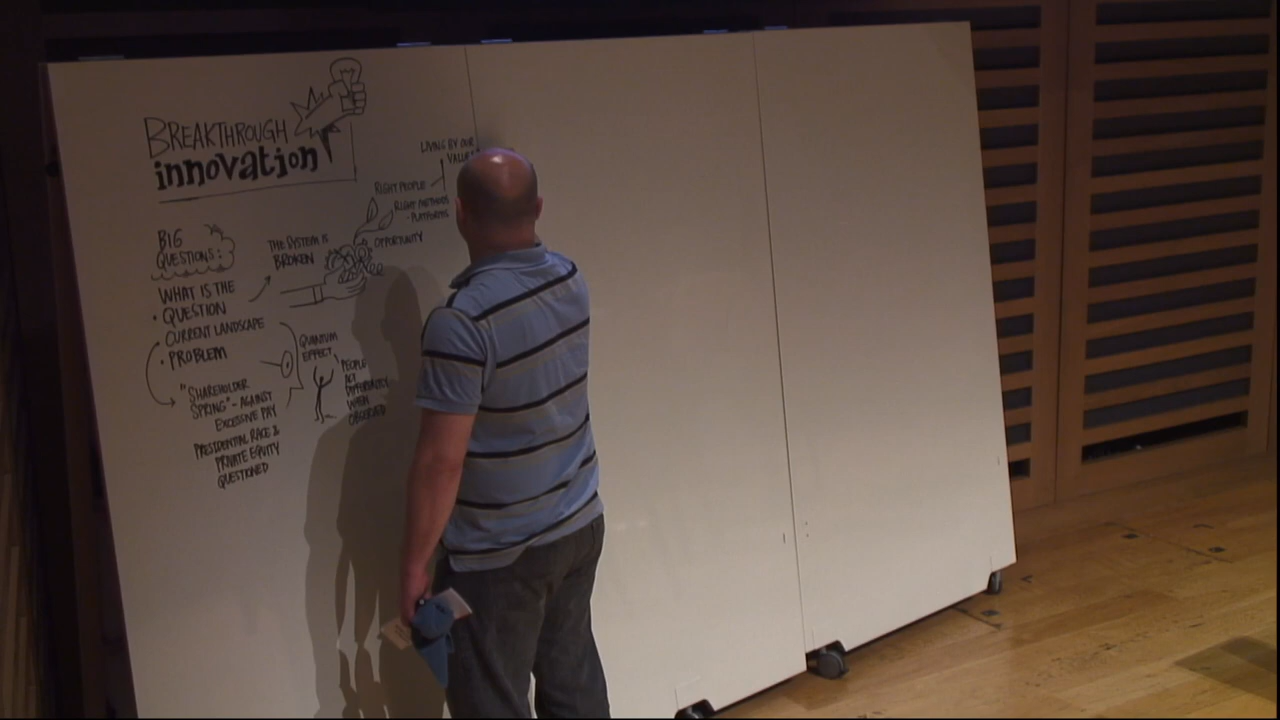 BREAKTHROUGH
innovation
LIVING BY OUR
VALUES
RIGHT PEOPLE
RIGHT METHODS
- PLATFORMS
OPPORTUNITY
THE SYSTEM IS
BROKEN
BIG
QUESTIONS:
WHAT IS THE
• QUESTION
CURRENT LANDSCAPE
• PROBLEM
"SHAREHOLDER
SPRING" - AGAINST
EXCESSIVE PAY
PRESIDENTIAL RACE &
PRIVATE EQUITY
QUESTIONED
QUANTUM
EFFECT
PEOPLE
ACT
DIFFERENTLY
WHEN
OBSERVED